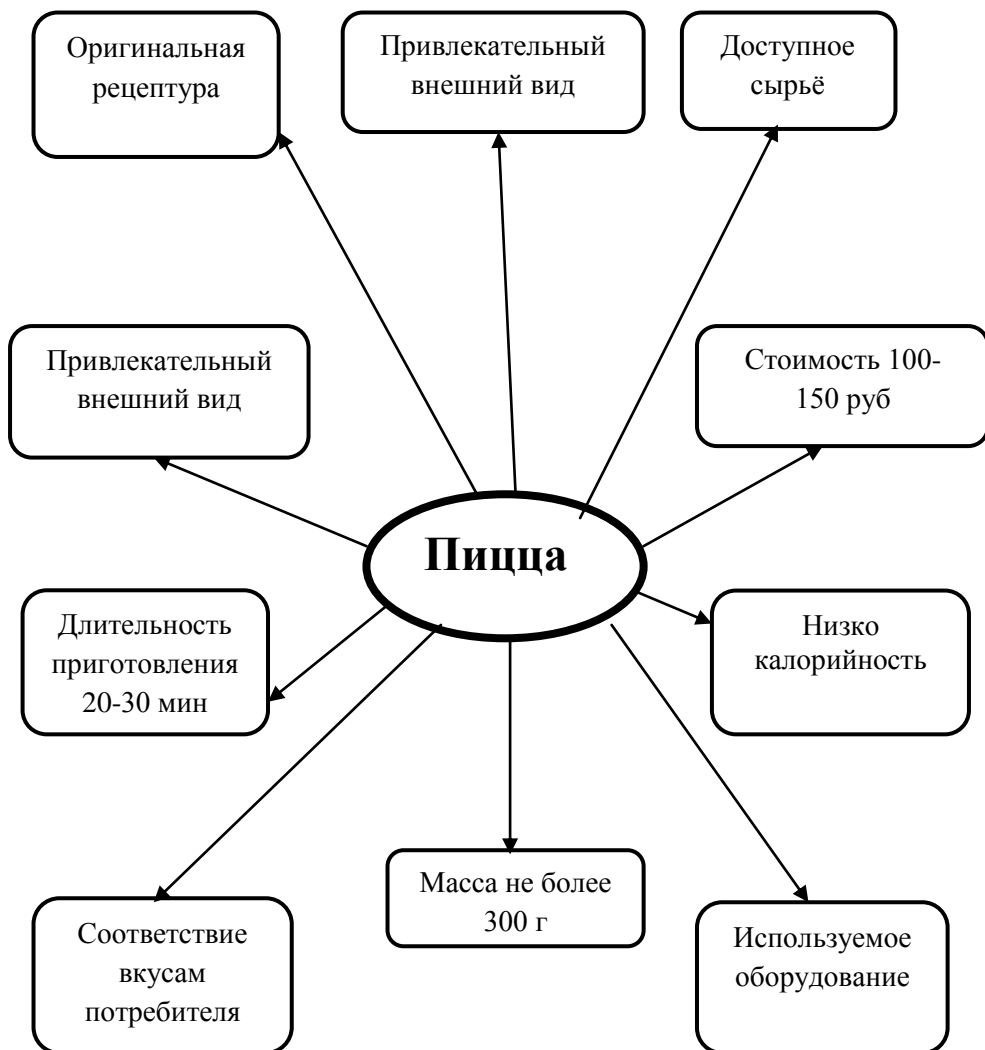 Оригинальная
рецептура
Привлекательный
внешний вид
Доступное
сырьё
Привлекательный
внешний вид
Стоимость 100-
150 руб
Пицца
Длительность
приготовления
20-30 мин
Низко
калорийность
Соответствие
вкусам
потребителя
Масса не более
300 г
Используемое
оборудование